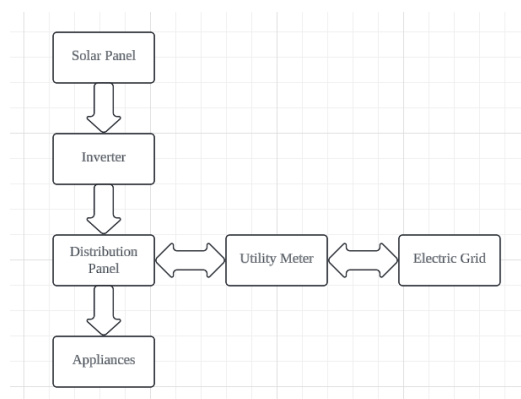 Solar Panel
Inverter
Distribution
Panel
Utility Meter
Electric Grid
Appliances